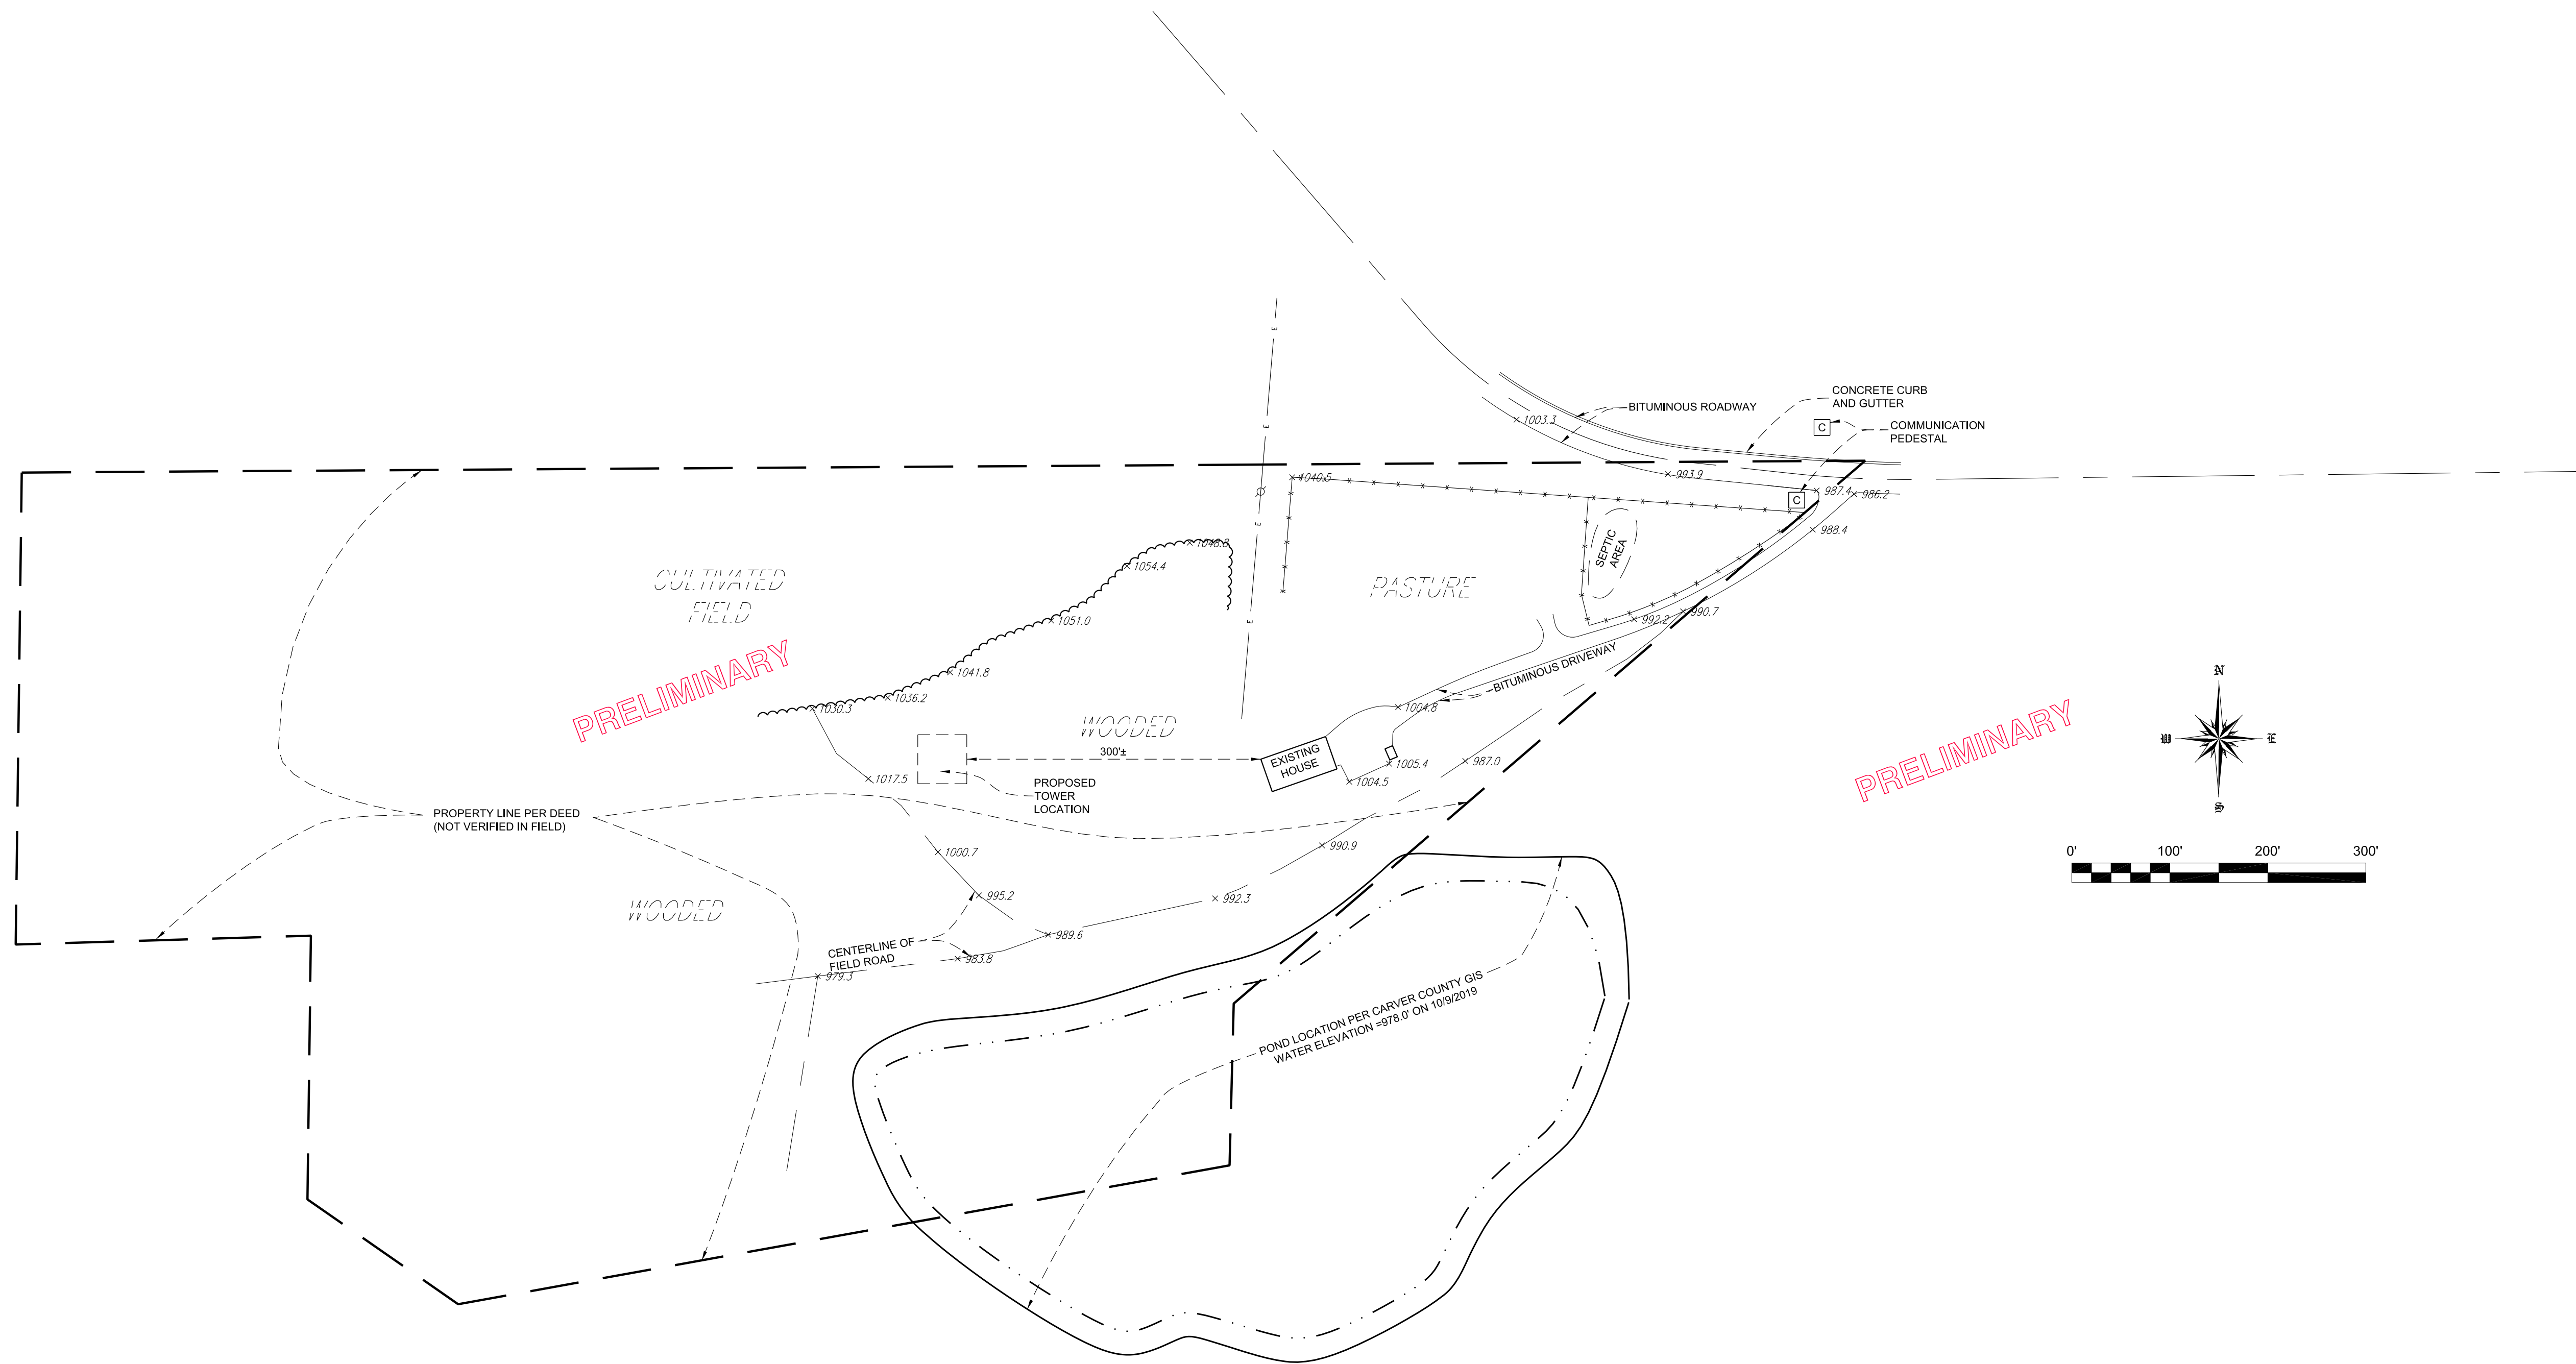 CONCRETE CURB
AND GUTTER
BITUMINOUS ROADWAY
1003.3
C
COMMUNICATION
PEDESTAL
E
E
1040.5
993.9
987.4
986.2
C
E
988.4
1048.8
SEPTIC
AREA
1054.4
CULTIVATED
FIELD
PASTURE
1051.0
E
992.2
990.7
PRELIMINARY
1041.8
BITUMINOUS DRIVEWAY
N
1036.2
1030.3
WOODED
1004.8
PRELIMINARY
W
E
300'±
EXISTING
HOUSE
1005.4
987.0
1017.5
1004.5
PROPOSED
TOWER
LOCATION
S
PROPERTY LINE PER DEED
(NOT VERIFIED IN FIELD)
1000.7
990.9
0' 100' 200' 300'
995.2
992.3
WOODED
989.6
CENTERLINE OF
FIELD ROAD
983.8
979.3
POND LOCATION PER CARVER COUNTY GIS
WATER ELEVATION =978.0' ON 10/9/2019